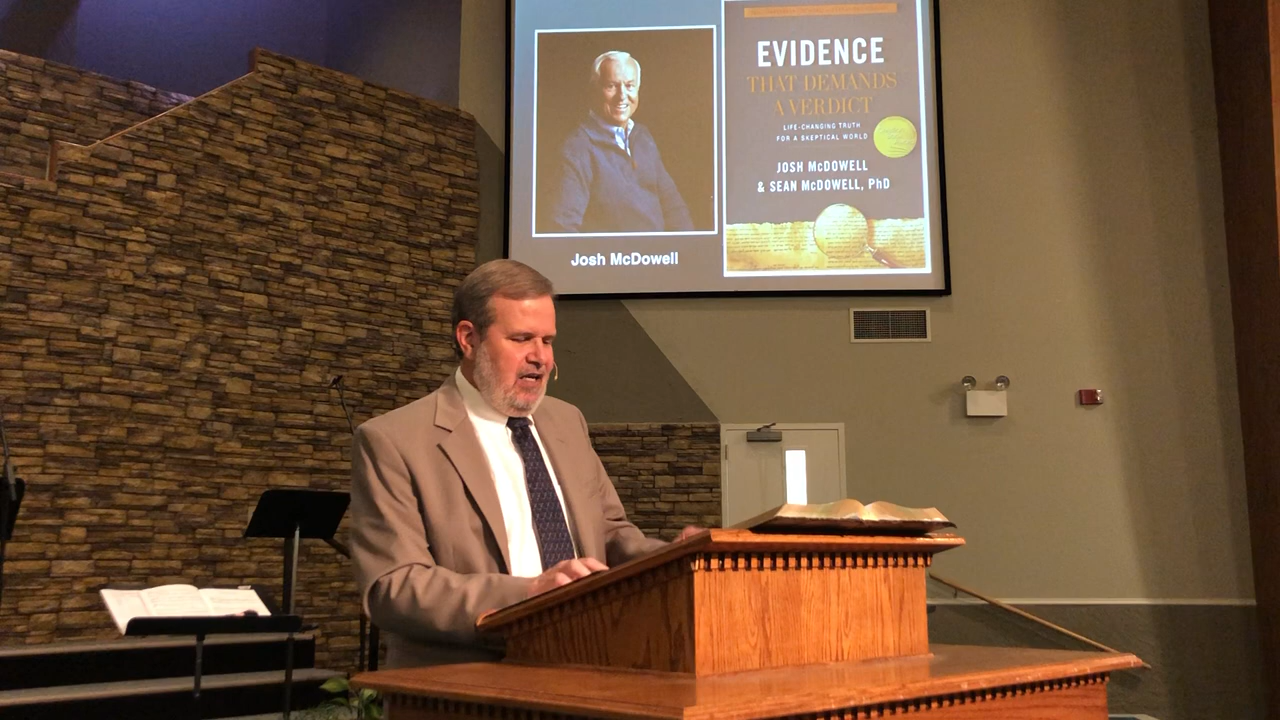 EVIDENCE
THAT DEMANDS
A VERDICT
LIFE-CHANGING TRUTH
FOR A SKEPTICAL WORLD
JOSH McDOWELL
& SEAN McDOWELL, PhD
Josh McDowell